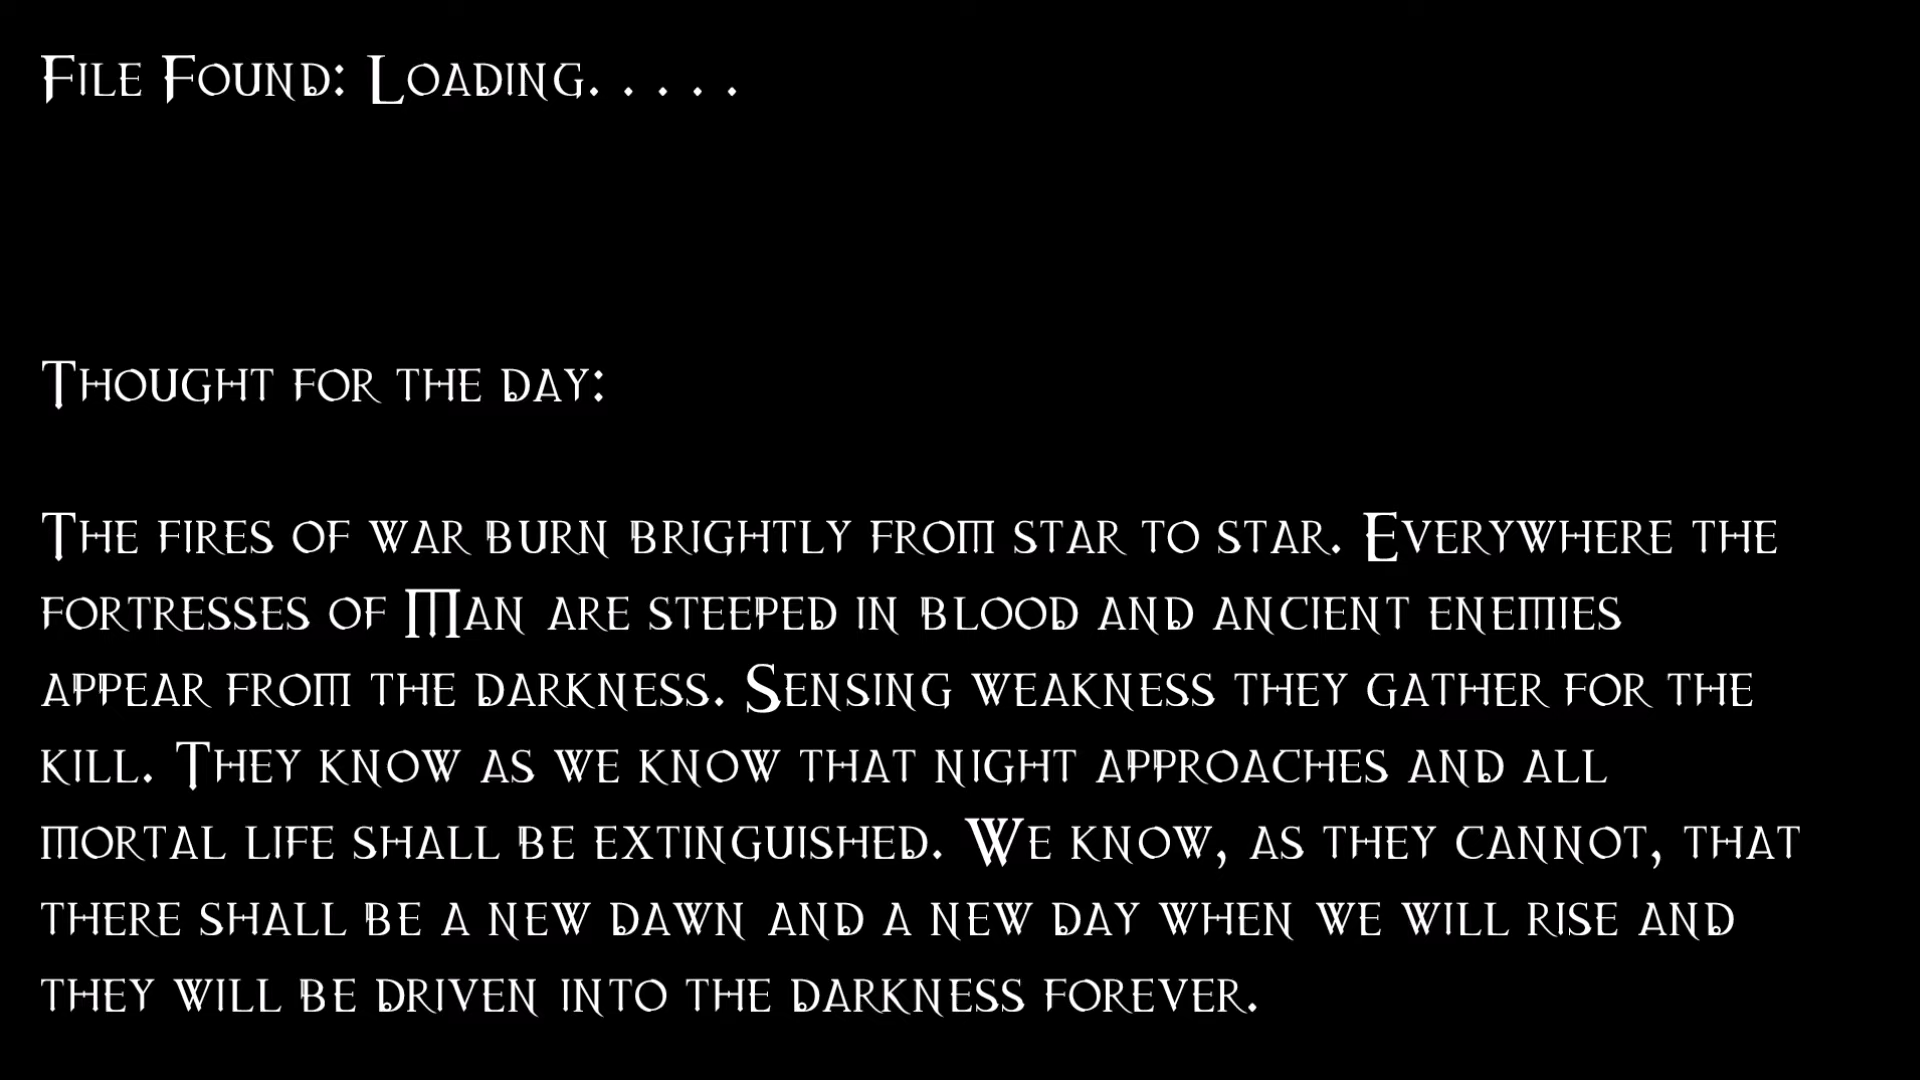 File Found: Loading. . . . .
Thought for the day:
The fires of war burn brightly from star to star. Everywhere the
fortresses of Man are steeped in blood and ancient enemies
appear from the darkness. Sensing weakness they gather for the
kill. They know as we know that night approaches and all
mortal life shall be extinguished. We know, as they cannot, that
there shall be a new dawn and a new day when we will rise and
they will be driven into the darkness forever.